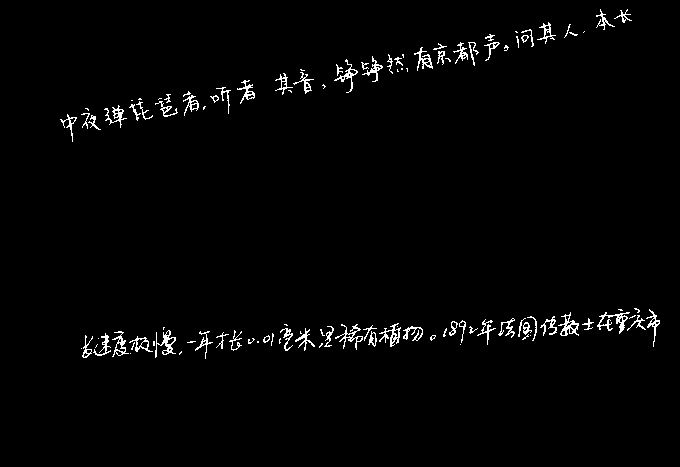 中夜弹琵琶者,听者 其音,铮铮然有京都声。问其人.本长
长速度极慢,一年才长0.01毫米是稀有植物。1892年法国传教士在重庆市